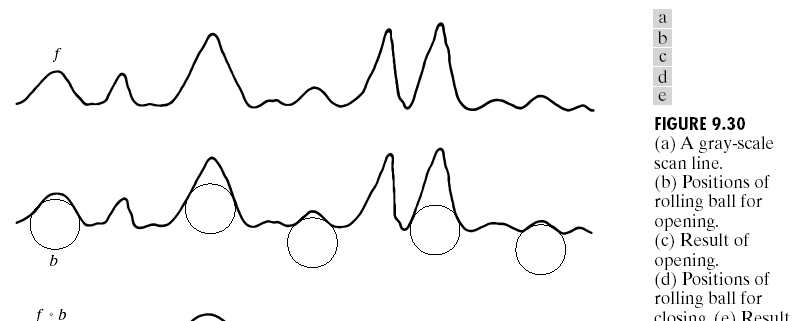 f
b
f ∘ b
a
b
c
d
e
FIGURE 9.30
(a) A gray-scale
scan line.
(b) Positions of
rolling ball for
opening.
(c) Result of
opening.
(d) Positions of
rolling ball for
closing. (e) Result